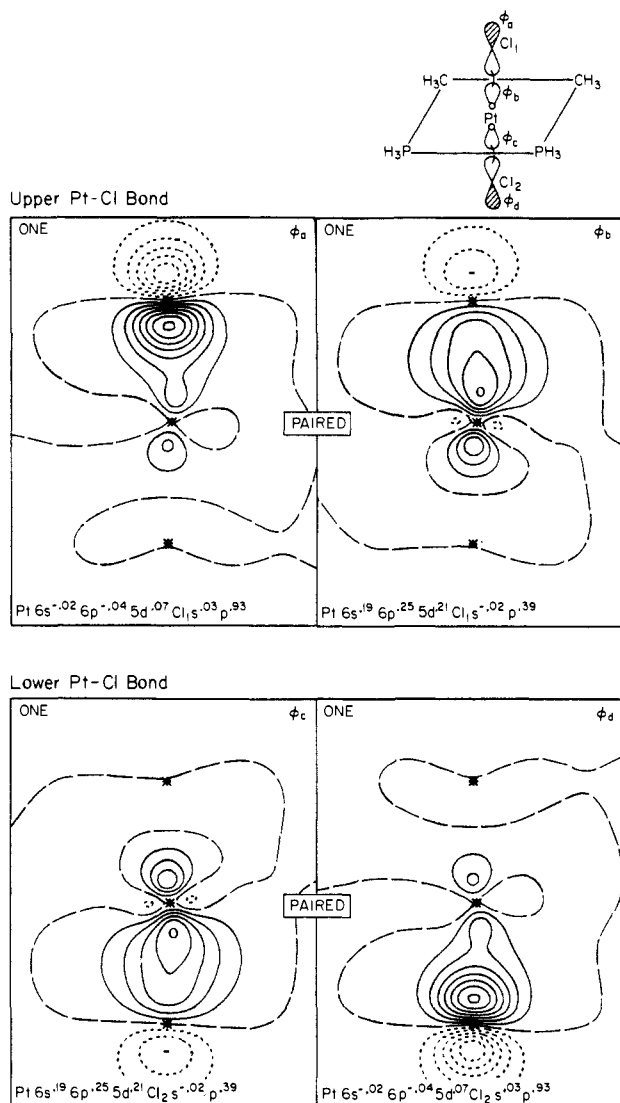 ϕa
Cl1
H3C CH3
ϕb
Pt
ϕc
H3P PH3
Cl2
ϕd
Upper Pt-Cl Bond
ONE ϕa ONE ϕb
PAIRED
Pt 6s^-.02 6p^-.04 5d^.07 Cl1 s^.03 p^.93 Pt 6s^.19 6p^.25 5d^.21 Cl1 s^-.02 p^.39
Lower Pt-Cl Bond
ONE ϕc ONE ϕd
PAIRED
Pt 6s^.19 6p^.25 5d^.21 Cl2 s^-.02 p^.39 Pt 6s^-.02 6p^-.04 5d^.07 Cl2 s^.03 p^.93